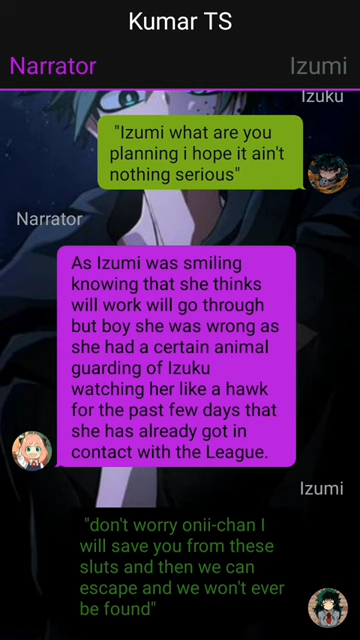 Kumar TS
Narrator
Izumi
Izuku
"Izumi what are you
planning i hope it ain't
nothing serious"
Narrator
As Izumi was smiling
knowing that she thinks
will work will go through
but boy she was wrong as
she had a certain animal
guarding of Izuku
watching her like a hawk
for the past few days that
she has already got in
contact with the League.
Izumi
"don't worry onii-chan I
will save you from these
sluts and then we can
escape and we won't ever
be found"